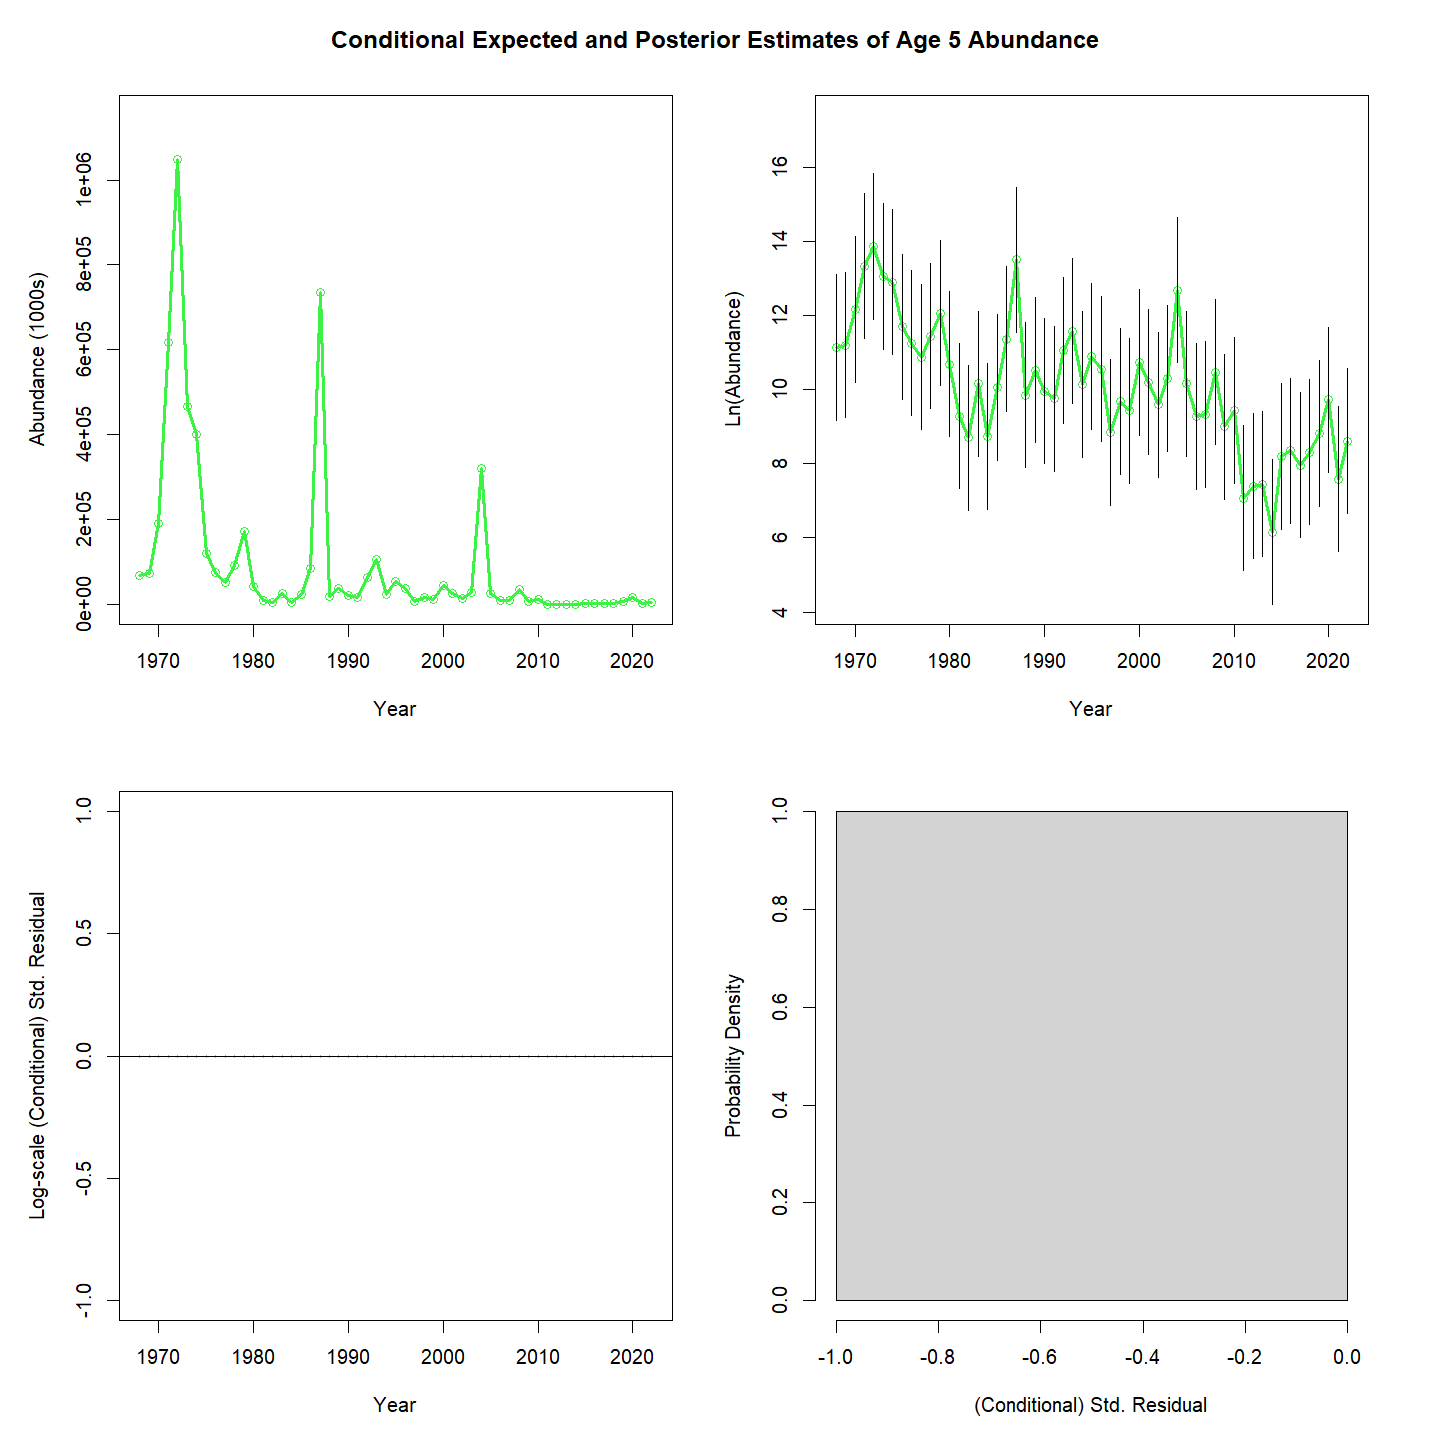 Conditional Expected and Posterior Estimates of Age 5 Abundance
Abundance (1000s)
0e+00 2e+05 4e+05 6e+05 8e+05 1e+06
1970 1980 1990 2000 2010 2020
Year
Ln(Abundance)
4 6 8 10 12 14 16
1970 1980 1990 2000 2010 2020
Year
Log-scale (Conditional) Std. Residual
-1.0 -0.5 0.0 0.5 1.0
1970 1980 1990 2000 2010 2020
Year
Probability Density
0.0 0.2 0.4 0.6 0.8 1.0
-1.0 -0.8 -0.6 -0.4 -0.2 0.0
(Conditional) Std. Residual